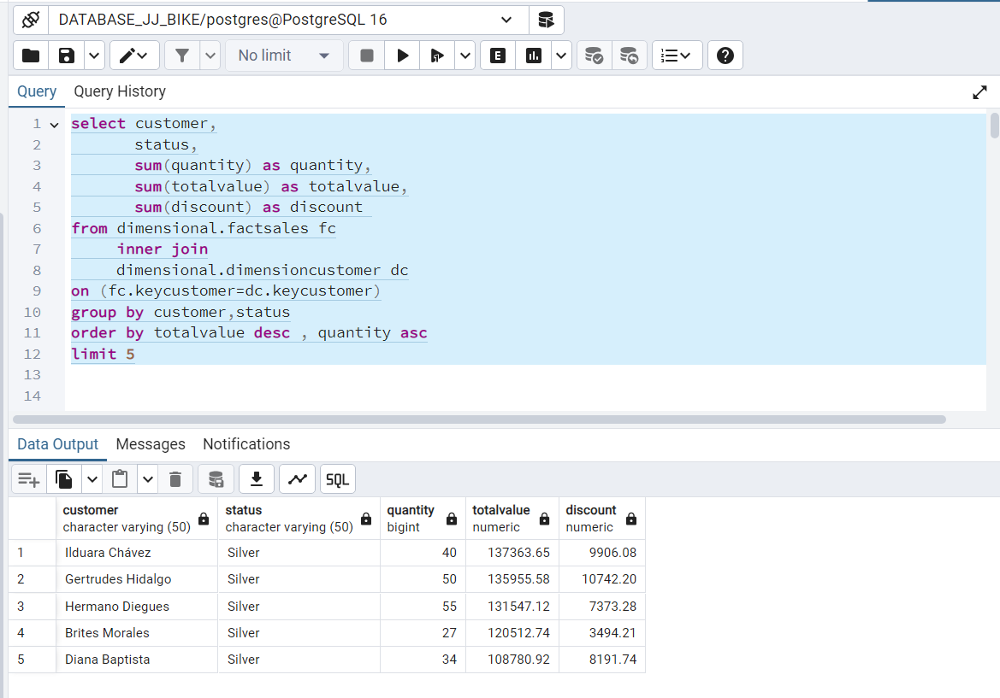 DATABASE_JJ_BIKE/postgres@PostgreSQL 16
No limit
E
Query Query History
1 select customer,
2 status,
3 sum(quantity) as quantity,
4 sum(totalvalue) as totalvalue,
5 sum(discount) as discount
6 from dimensional.factsales fc
7 inner join
8 dimensional.dimensioncustomer dc
9 on (fc.keycustomer=dc.keycustomer)
10 group by customer,status
11 order by totalvalue desc , quantity asc
12 limit 5
13
14
Data Output Messages Notifications
SQL
customer status quantity totalvalue discount
character varying (50) character varying (50) bigint numeric numeric
1 Ilduara Chávez Silver 40 137363.65 9906.08
2 Gertrudes Hidalgo Silver 50 135955.58 10742.20
3 Hermano Diegues Silver 55 131547.12 7373.28
4 Brites Morales Silver 27 120512.74 3494.21
5 Diana Baptista Silver 34 108780.92 8191.74